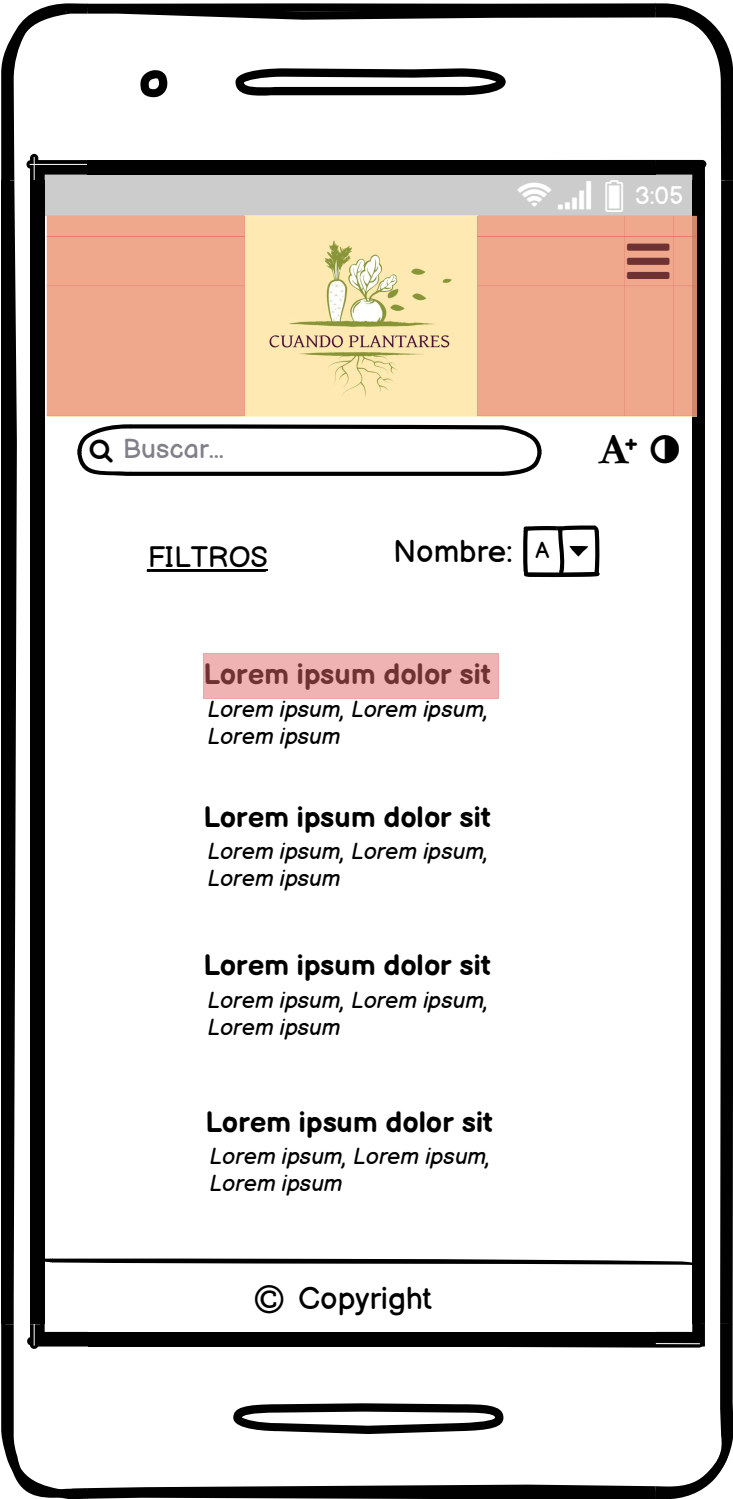 3:05
CUANDO PLANTARES
Buscar...
A+
FILTROS
Nombre: A
Lorem ipsum dolor sit
Lorem ipsum, Lorem ipsum,
Lorem ipsum
Lorem ipsum dolor sit
Lorem ipsum, Lorem ipsum,
Lorem ipsum
Lorem ipsum dolor sit
Lorem ipsum, Lorem ipsum,
Lorem ipsum
Lorem ipsum dolor sit
Lorem ipsum, Lorem ipsum,
Lorem ipsum
© Copyright